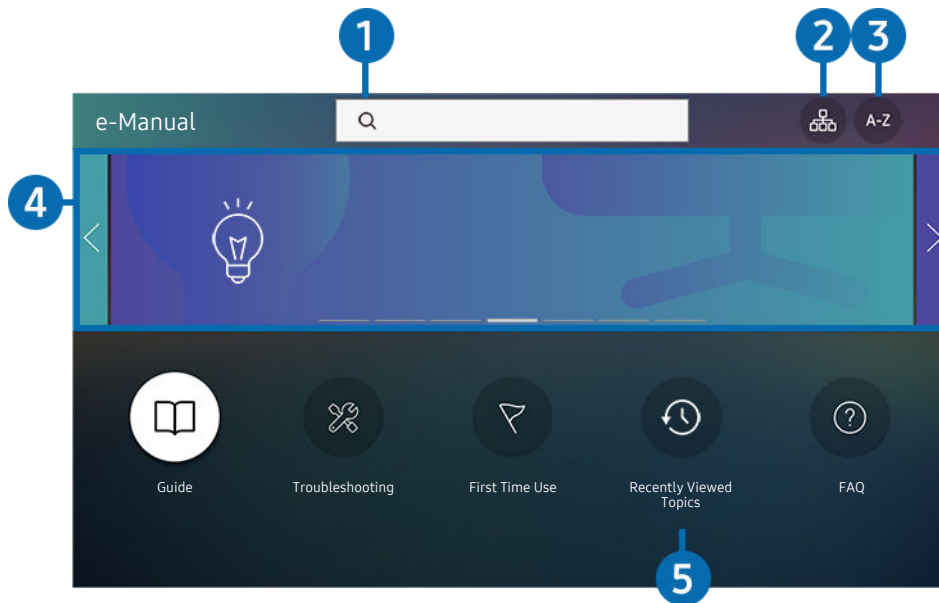 1
2
3
e-Manual
A-Z
4
Guide
Troubleshooting
First Time Use
Recently Viewed
Topics
FAQ
5